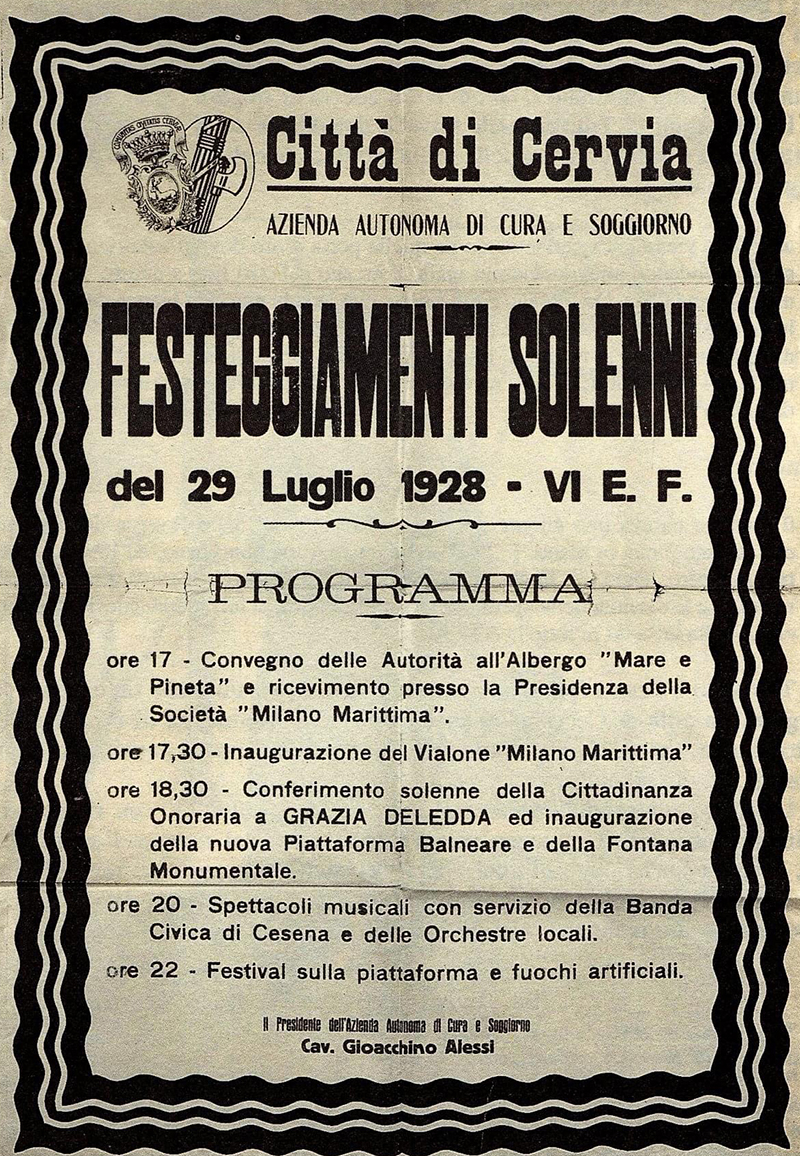 Città di Cervia
AZIENDA AUTONOMA DI CURA E SOGGIORNO
FESTEGGIAMENTI SOLENNI
del 29 Luglio 1928 - VI E. F.
PROGRAMMA
ore 17 - Convegno delle Autorità all'Albergo "Mare e
Pineta" e ricevimento presso la Presidenza della
Società "Milano Marittima".
ore 17,30 - Inaugurazione del Vialone "Milano Marittima"
ore 18,30 - Conferimento solenne della Cittadinanza
Onoraria a GRAZIA DELEDDA ed inaugurazione
della nuova Piattaforma Balneare e della Fontana
Monumentale.
ore 20 - Spettacoli musicali con servizio della Banda
Civica di Cesena e delle Orchestre locali.
ore 22 - Festival sulla piattaforma e fuochi artificiali.
Il Presidente dell'Azienda Autonoma di Cura e Soggiorno
Cav. Gioacchino Alessi